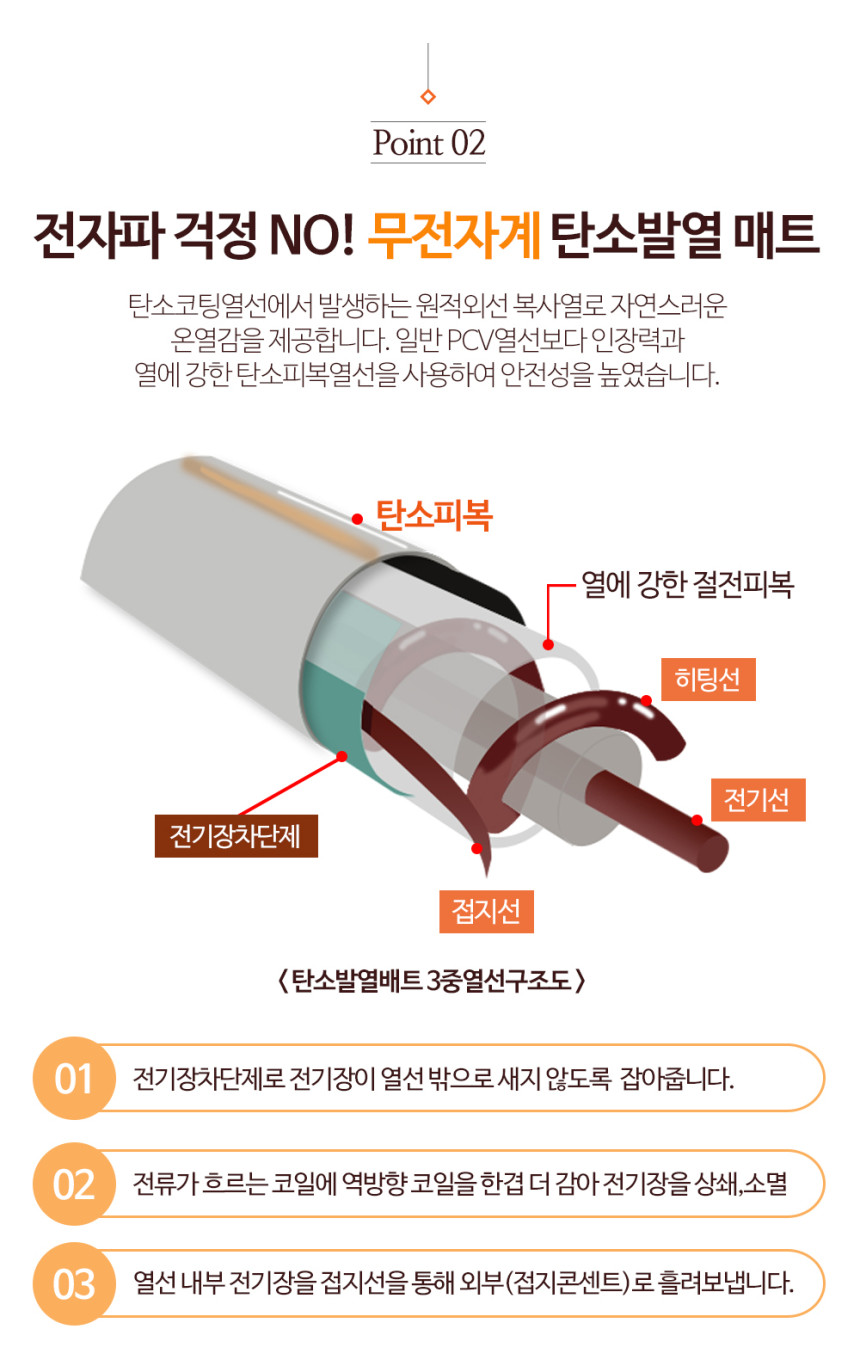 Point 02
전자파 걱정 NO! 무전자계 탄소발열 매트
탄소코팅열선에서 발생하는 원적외선 복사열로 자연스러운
온열감을 제공합니다. 일반 PCV열선보다 인장력과
열에 강한 탄소피복열선을 사용하여 안전성을 높였습니다.
탄소피복
열에 강한 절전피복
히팅선
전기선
전기장차단제
접지선
< 탄소발열배트 3중열선구조도 >
01 전기장차단제로 전기장이 열선 밖으로 새지 않도록 잡아줍니다.
02 전류가 흐르는 코일에 역방향 코일을 한겹 더 감아 전기장을 상쇄,소멸
03 열선 내부 전기장을 접지선을 통해 외부(접지콘센트)로 흘려보냅니다.